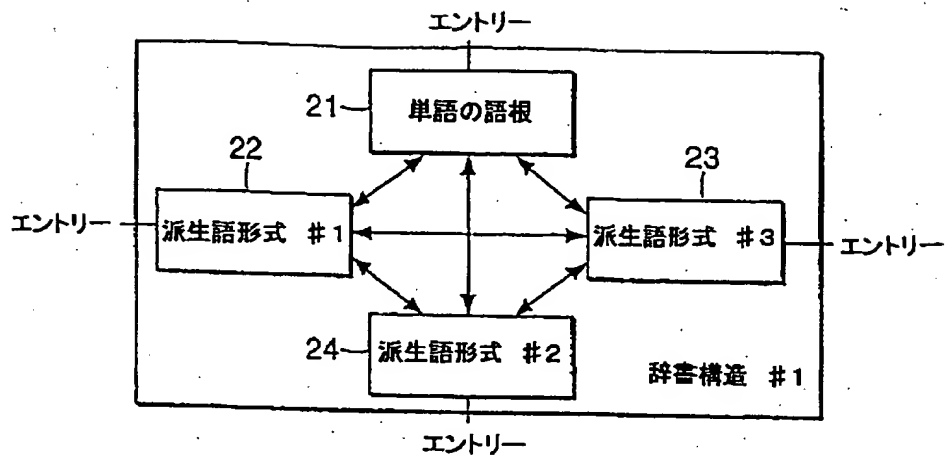 エントリー
21
単語の語根
22
23
エントリー
派生語形式 #1
派生語形式 #3
エントリー
24
派生語形式 #2
辞書構造 #1
エントリー